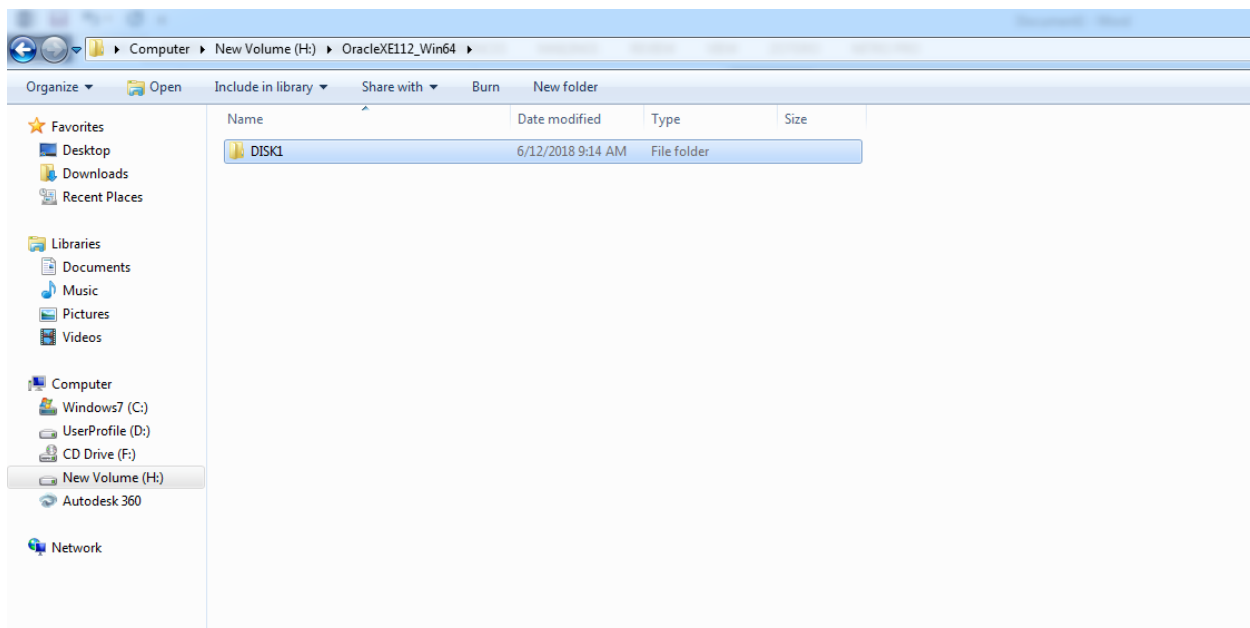 Computer New Volume (H:) OracleXE112_Win64
Organize Open Include in library Share with Burn New folder
Name Date modified Type Size
DISK1 6/12/2018 9:14 AM File folder
Favorites
Desktop
Downloads
Recent Places
Libraries
Documents
Music
Pictures
Videos
Computer
Windows7 (C:)
UserProfile (D:)
CD Drive (F:)
New Volume (H:)
Autodesk 360
Network